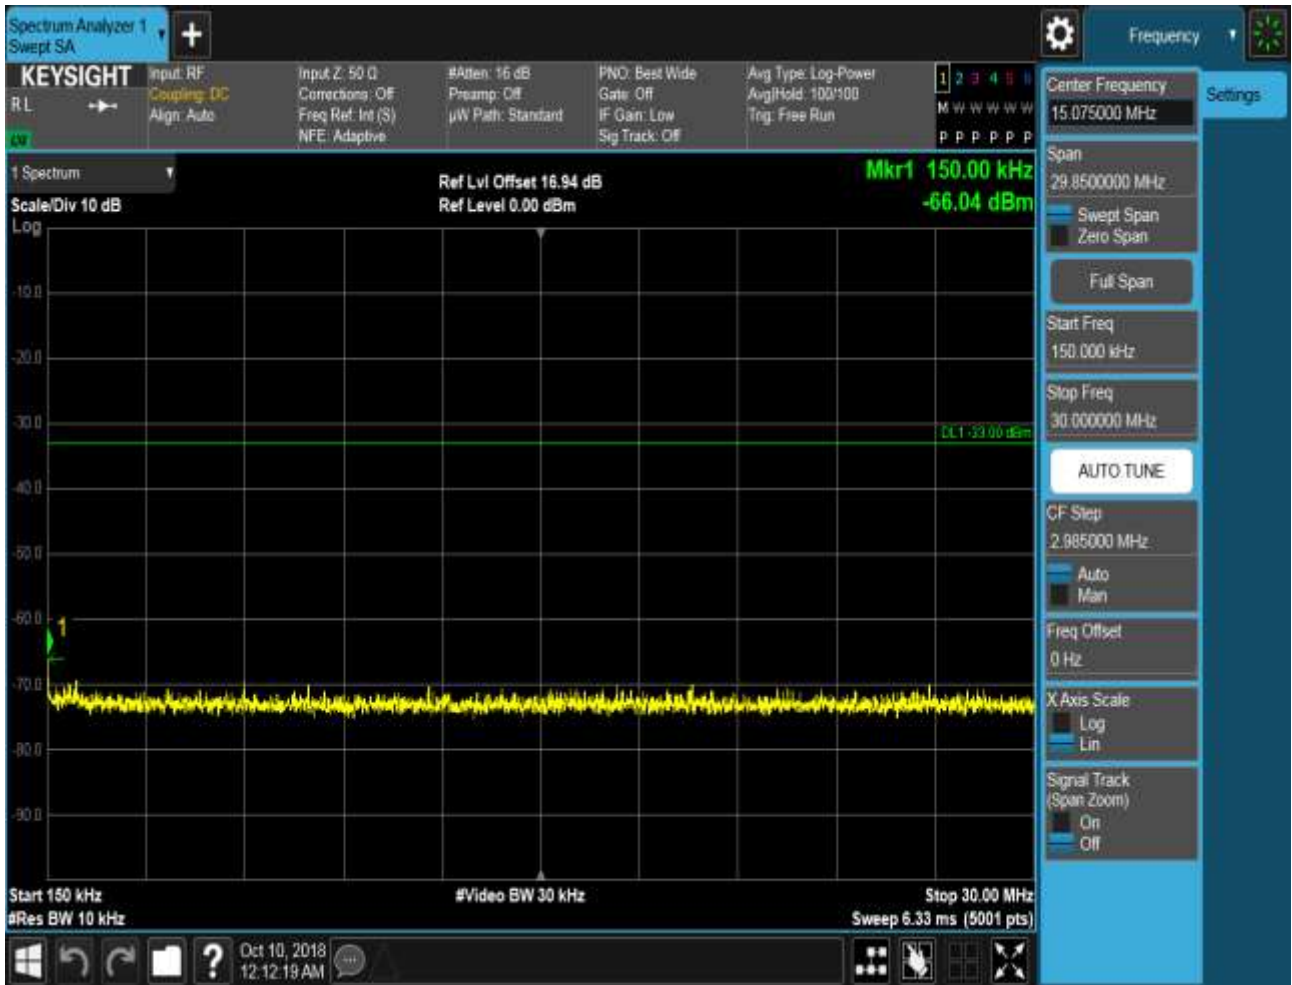 Spectrum Analyzer 1
Swept SA
+
Frequency
KEYSIGHT
RL
LXI
Input: RF
Coupling: DC
Align: Auto
Input Z: 50 Ω
Corrections: Off
Freq Ref: Int (S)
NFE: Adaptive
#Atten: 16 dB
Preamp: Off
µW Path: Standard
PNO: Best Wide
Gate: Off
IF Gain: Low
Sig Track: Off
Avg Type: Log-Power
Avg|Hold: 100/100
Trig: Free Run
1 2 3 4 5 6
M W W W W W
P P P P P P
1 Spectrum
Scale/Div 10 dB
Log
Ref Lvl Offset 16.94 dB
Ref Level 0.00 dBm
Mkr1 150.00 kHz
-66.04 dBm
-10.0
-20.0
-30.0
DL1 -33.00 dBm
-40.0
-50.0
-60.0
1
-70.0
-80.0
-90.0
Start 150 kHz
#Res BW 10 kHz
#Video BW 30 kHz
Stop 30.00 MHz
Sweep 6.33 ms (5001 pts)
Center Frequency
15.075000 MHz
Settings
Span
29.8500000 MHz
Swept Span
Zero Span
Full Span
Start Freq
150.000 kHz
Stop Freq
30.000000 MHz
AUTO TUNE
CF Step
2.985000 MHz
Auto
Man
Freq Offset
0 Hz
X Axis Scale
Log
Lin
Signal Track
(Span Zoom)
On
Off
?
Oct 10, 2018
12:12:19 AM